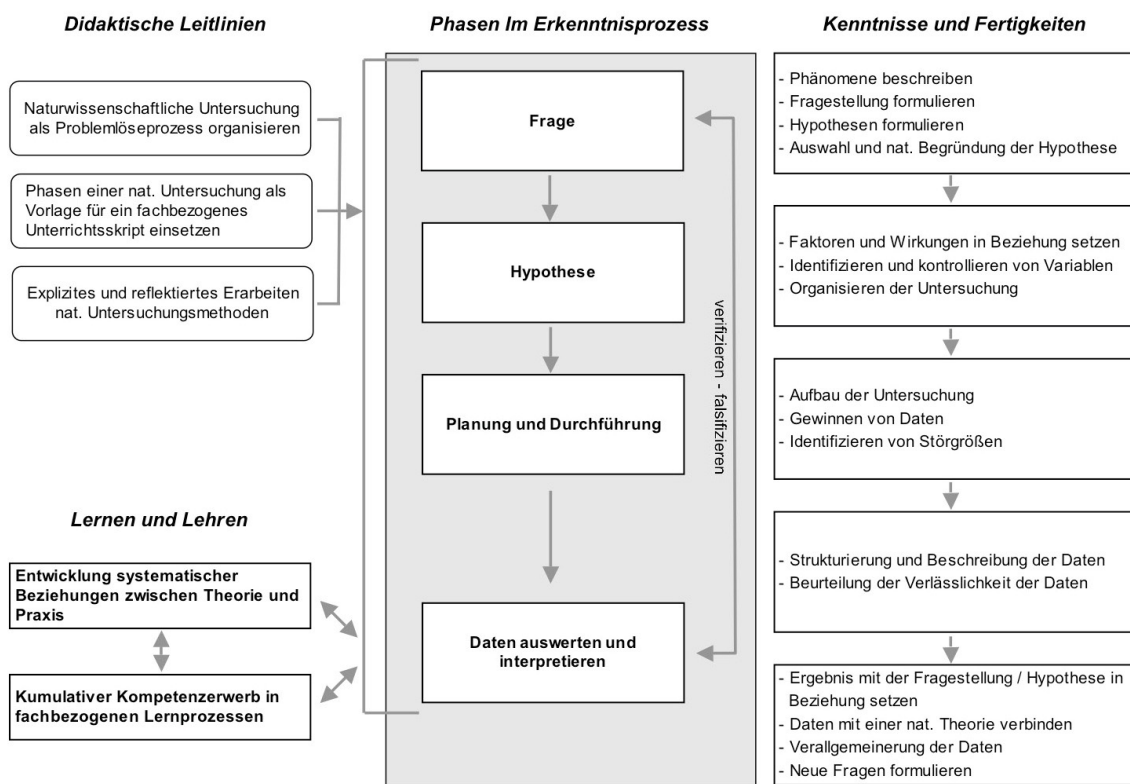 Didaktische Leitlinien
Naturwissenschaftliche Untersuchung
als Problemlöseprozess organisieren
Phasen einer nat. Untersuchung als
Vorlage für ein fachbezogenes
Unterrichtsskript einsetzen
Explizites und reflektiertes Erarbeiten
nat. Untersuchungsmethoden
Lernen und Lehren
Entwicklung systematischer
Beziehungen zwischen Theorie und
Praxis
Kumulativer Kompetenzerwerb in
fachbezogenen Lernprozessen
Phasen Im Erkenntnisprozess
Frage
Hypothese
Planung und Durchführung
Daten auswerten und
interpretieren
verifizieren - falsifizieren
Kenntnisse und Fertigkeiten
- Phänomene beschreiben
- Fragestellung formulieren
- Hypothesen formulieren
- Auswahl und nat. Begründung der Hypothese
- Faktoren und Wirkungen in Beziehung setzen
- Identifizieren und kontrollieren von Variablen
- Organisieren der Untersuchung
- Aufbau der Untersuchung
- Gewinnen von Daten
- Identifizieren von Störgrößen
- Strukturierung und Beschreibung der Daten
- Beurteilung der Verlässlichkeit der Daten
- Ergebnis mit der Fragestellung / Hypothese in
Beziehung setzen
- Daten mit einer nat. Theorie verbinden
- Verallgemeinerung der Daten
- Neue Fragen formulieren